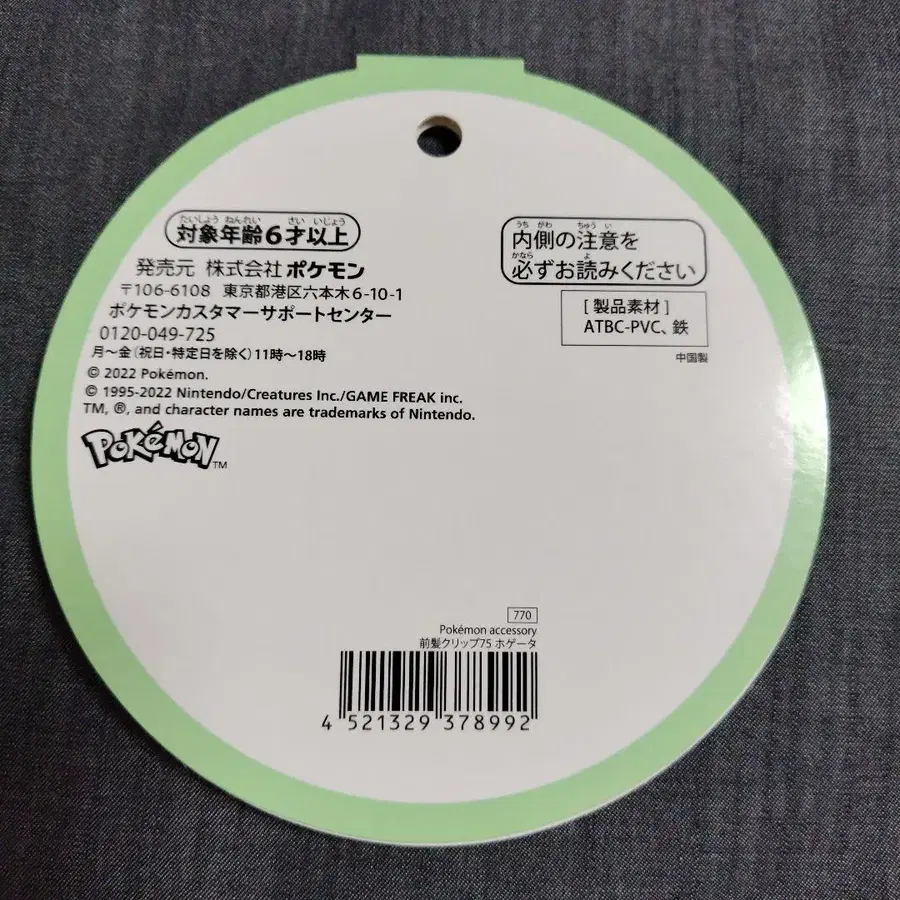 たいしょう ねんれい さい いじょう
対象年齢6才以上
発売元 株式会社 ポケモン
〒106-6108 東京都港区六本木6-10-1
ポケモンカスタマーサポートセンター
0120-049-725
月～金(祝日・特定日を除く)11時～18時
© 2022 Pokémon.
© 1995-2022 Nintendo/Creatures Inc./GAME FREAK inc.
TM, ®, and character names are trademarks of Nintendo.
POKéMON TM
うち がわ ちゅう い
内側の注意を
かなら よ
必ずお読みください
[ 製品素材 ]
ATBC-PVC、鉄
中国製
770
Pokémon accessory
前髪クリップ75 ホゲータ
4 521329 378992